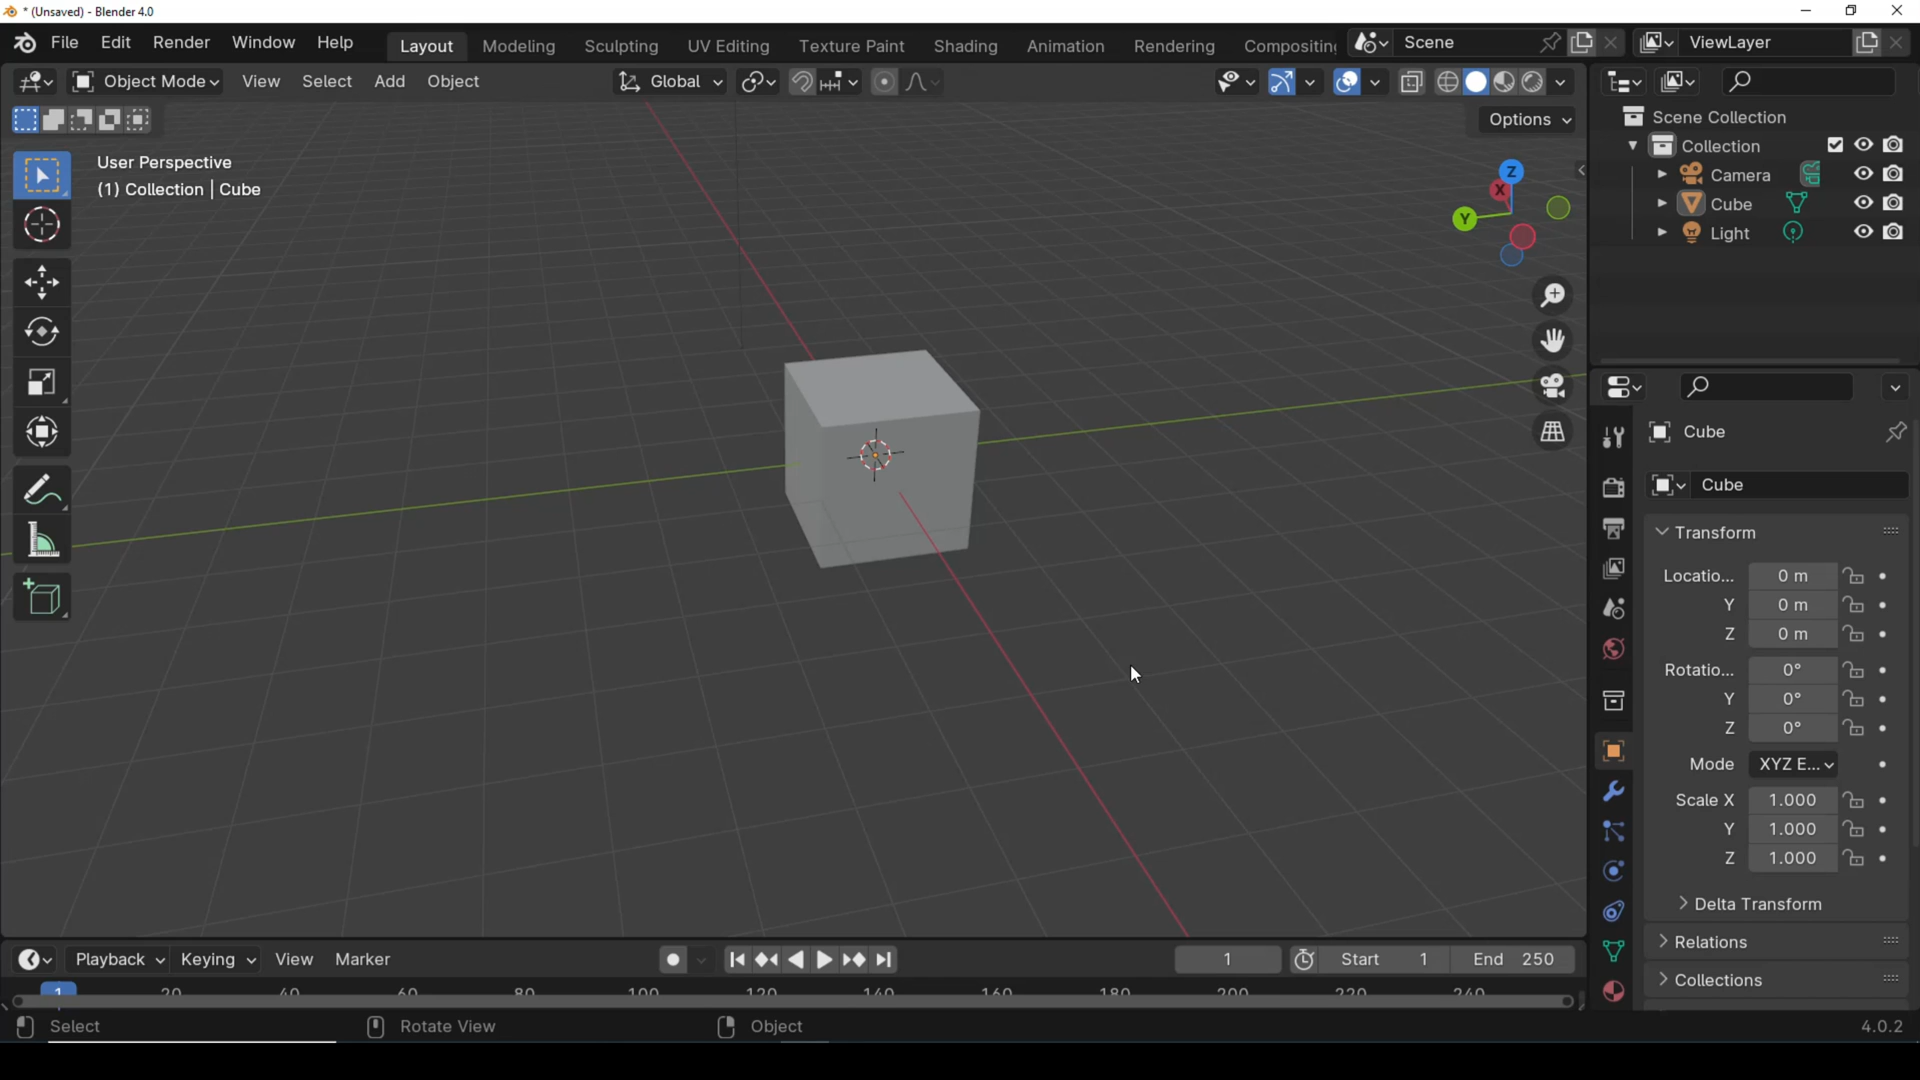 * (Unsaved) - Blender 4.0
File Edit Render Window Help Layout Modeling Sculpting UV Editing Texture Paint Shading Animation Rendering Compositing Scene ViewLayer
Object Mode View Select Add Object Global
Options
User Perspective
(1) Collection | Cube
Z
X
Y
Scene Collection
Collection
Camera
Cube
Light
Cube
Cube
Transform
Locatio... 0 m
Y 0 m
Z 0 m
Rotatio... 0°
Y 0°
Z 0°
Mode XYZ E...
Scale X 1.000
Y 1.000
Z 1.000
Delta Transform
Relations
Collections
Playback Keying View Marker 1 Start 1 End 250
1 20 40 60 80 100 120 140 160 180 200 220 240
Select Rotate View Object 4.0.2